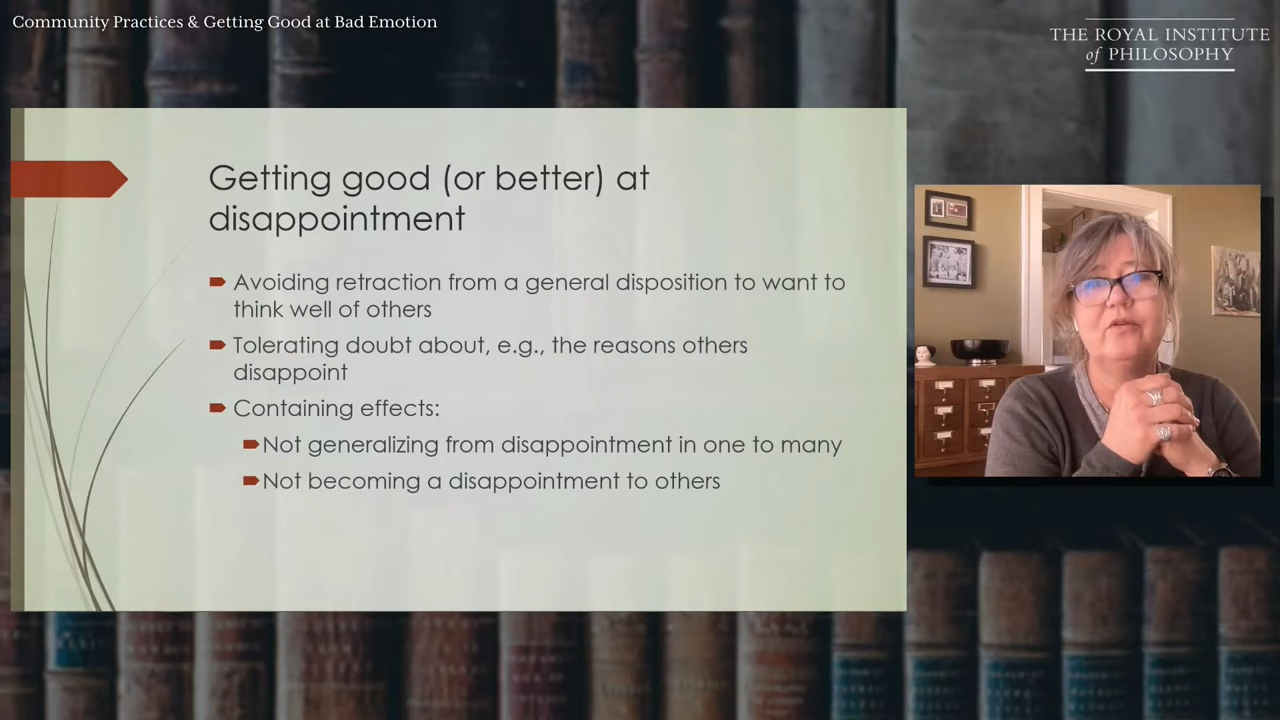 Community Practices & Getting Good at Bad Emotion
THE ROYAL INSTITUTE
of PHILOSOPHY
Getting good (or better) at
disappointment
Avoiding retraction from a general disposition to want to
think well of others
Tolerating doubt about, e.g., the reasons others
disappoint
Containing effects:
Not generalizing from disappointment in one to many
Not becoming a disappointment to others